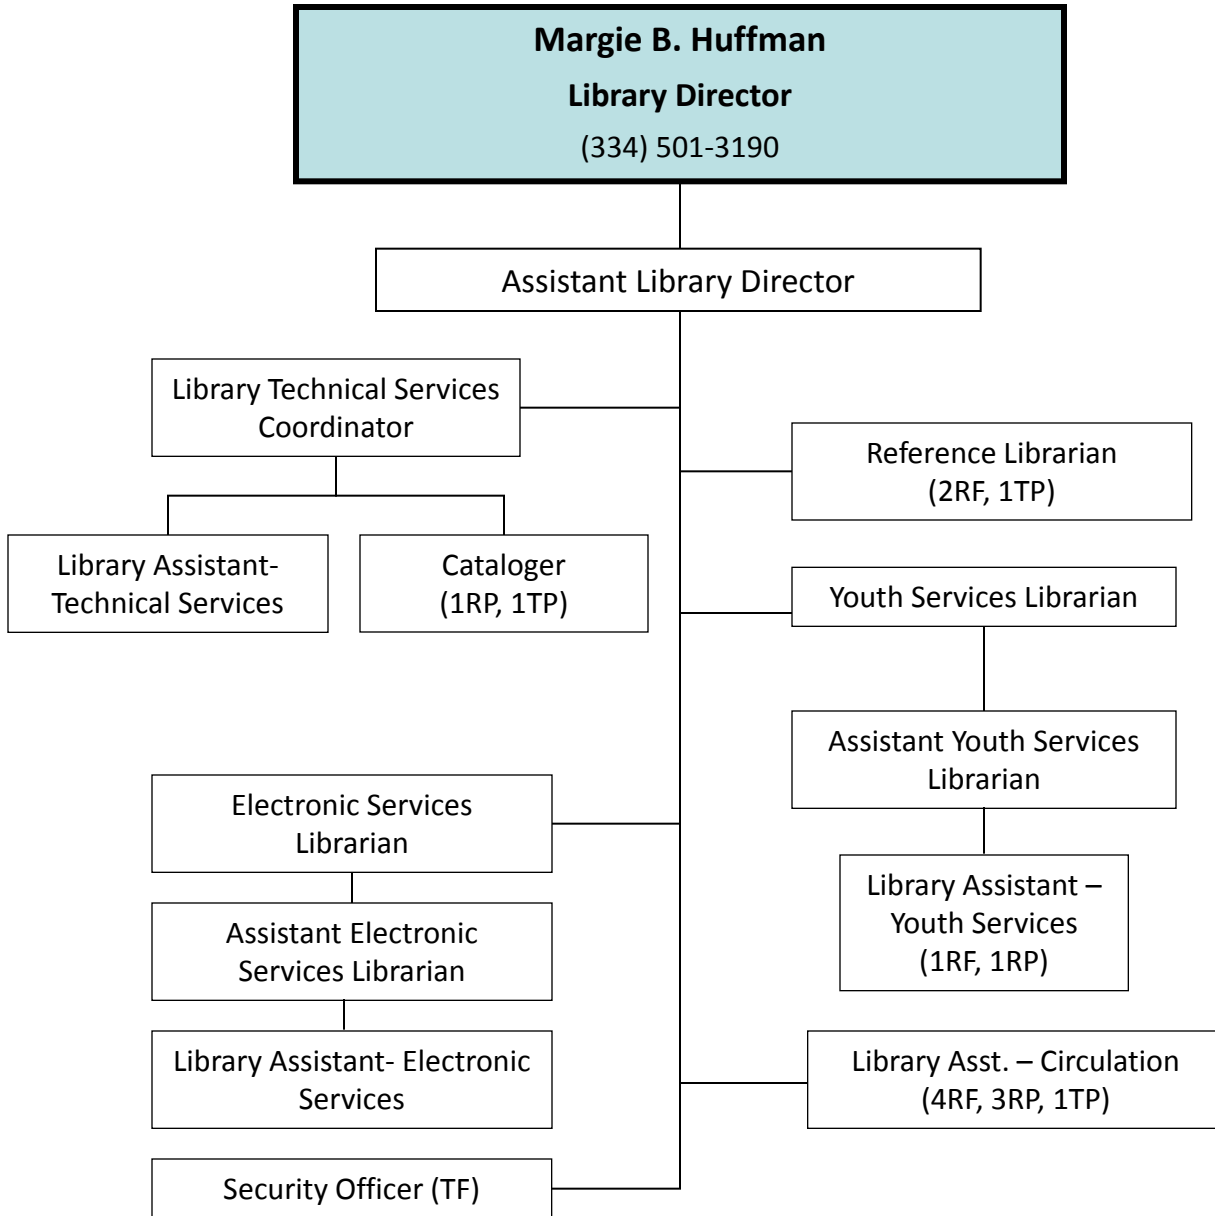 Margie B. Huffman
Library Director
(334) 501-3190
Assistant Library Director
Library Technical Services
Coordinator
Reference Librarian
(2RF, 1TP)
Library Assistant-
Technical Services
Cataloger
(1RP, 1TP)
Youth Services Librarian
Assistant Youth Services
Librarian
Electronic Services
Librarian
Library Assistant –
Youth Services
(1RF, 1RP)
Assistant Electronic
Services Librarian
Library Assistant- Electronic
Services
Library Asst. – Circulation
(4RF, 3RP, 1TP)
Security Officer (TF)